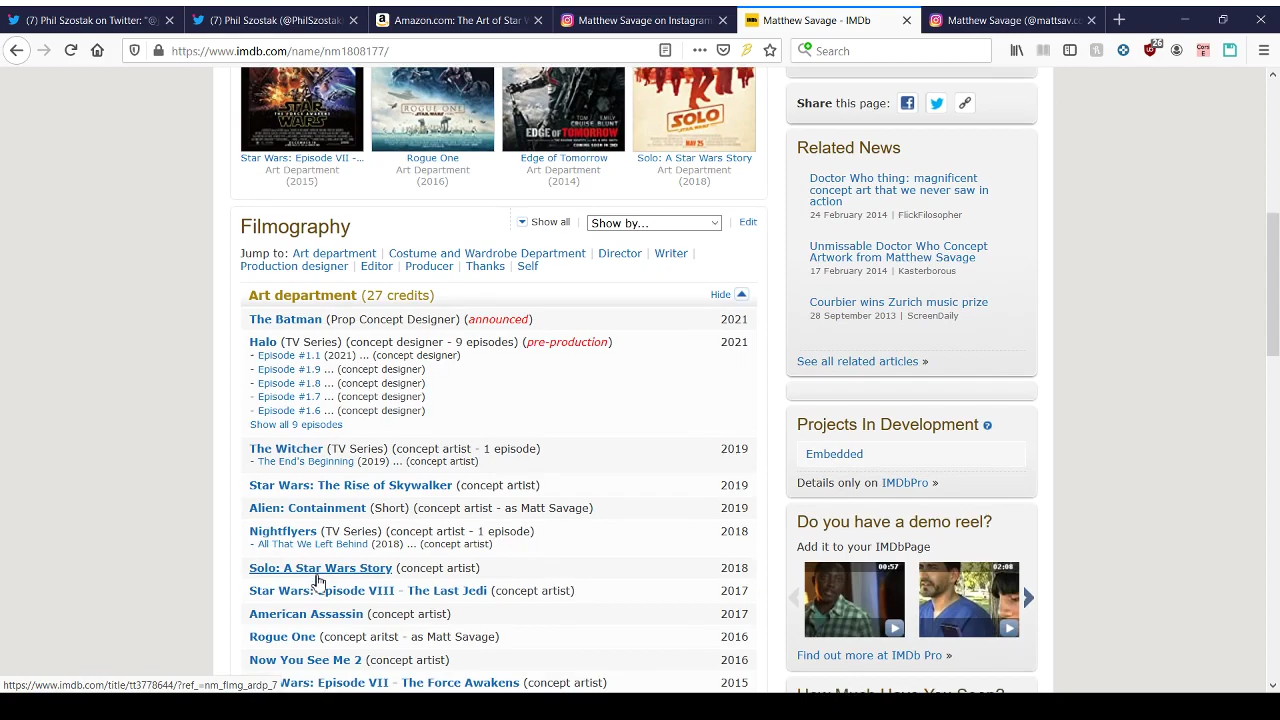 (7) Phil Szostak on Twitter: "@p
(7) Phil Szostak (@PhilSzostak)
Amazon.com: The Art of Star W
Matthew Savage on Instagram
Matthew Savage - IMDb
Matthew Savage (@mattsav.co
https://www.imdb.com/name/nm1808177/
Search
26
STAR WARS
ROGUE ONE
EDGE OF TOMORROW
SOLO
MAY 25
Star Wars: Episode VII -...
Art Department
(2015)
Rogue One
Art Department
(2016)
Edge of Tomorrow
Art Department
(2014)
Solo: A Star Wars Story
Art Department
(2018)
Filmography
Show all
Show by...
Edit
Jump to: Art department | Costume and Wardrobe Department | Director | Writer |
Production designer | Editor | Producer | Thanks | Self
Art department (27 credits)
Hide
The Batman (Prop Concept Designer) (announced) 2021
Halo (TV Series) (concept designer - 9 episodes) (pre-production) 2021
- Episode #1.1 (2021) ... (concept designer)
- Episode #1.9 ... (concept designer)
- Episode #1.8 ... (concept designer)
- Episode #1.7 ... (concept designer)
- Episode #1.6 ... (concept designer)
Show all 9 episodes
The Witcher (TV Series) (concept artist - 1 episode) 2019
- The End's Beginning (2019) ... (concept artist)
Star Wars: The Rise of Skywalker (concept artist) 2019
Alien: Containment (Short) (concept artist - as Matt Savage) 2019
Nightflyers (TV Series) (concept artist - 1 episode) 2018
- All That We Left Behind (2018) ... (concept artist)
Solo: A Star Wars Story (concept artist) 2018
Star Wars: Episode VIII - The Last Jedi (concept artist) 2017
American Assassin (concept artist) 2017
Rogue One (concept aritst - as Matt Savage) 2016
Now You See Me 2 (concept artist) 2016
Wars: Episode VII - The Force Awakens (concept artist) 2015
https://www.imdb.com/title/tt3778644/?ref_=nm_flmg_ardp_7
Share this page:
Related News
Doctor Who thing: magnificent
concept art that we never saw in
action
24 February 2014 | FlickFilosopher
Unmissable Doctor Who Concept
Artwork from Matthew Savage
17 February 2014 | Kasterborous
Courbier wins Zurich music prize
28 September 2013 | ScreenDaily
See all related articles »
Projects In Development
Embedded
Details only on IMDbPro »
Do you have a demo reel?
Add it to your IMDbPage
00:57
02:08
Find out more at IMDb Pro »